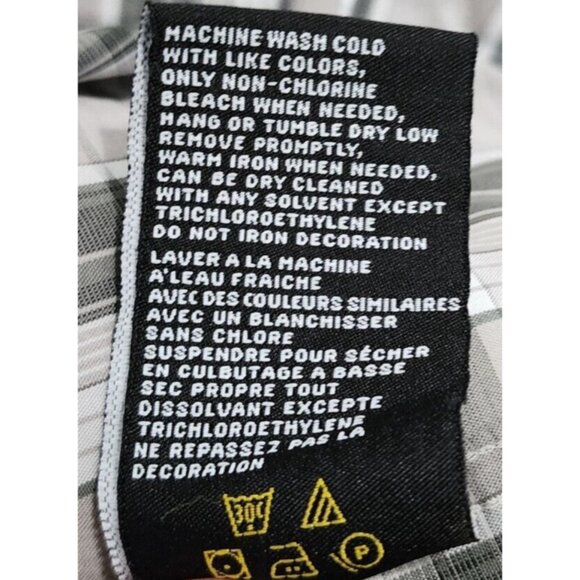 MACHINE WASH COLD
WITH LIKE COLORS,
ONLY NON-CHLORINE
BLEACH WHEN NEEDED,
HANG OR TUMBLE DRY LOW
REMOVE PROMPTLY,
WARM IRON WHEN NEEDED,
CAN BE DRY CLEANED
WITH ANY SOLVENT EXCEPT
TRICHLOROETHYLENE
DO NOT IRON DECORATION
LAVER A LA MACHINE
A'LEAU FRAICHE
AVEC DES COULEURS SIMILAIRES
AVEC UN BLANCHISSER
SANS CHLORE
SUSPENDRE POUR SÉCHER
EN CULBUTAGE A BASSE
SEC PROPRE TOUT
DISSOLVANT EXCEPTE
TRICHLOROETHYLENE
NE REPASSEZ PAS LA
DECORATION
30C
P